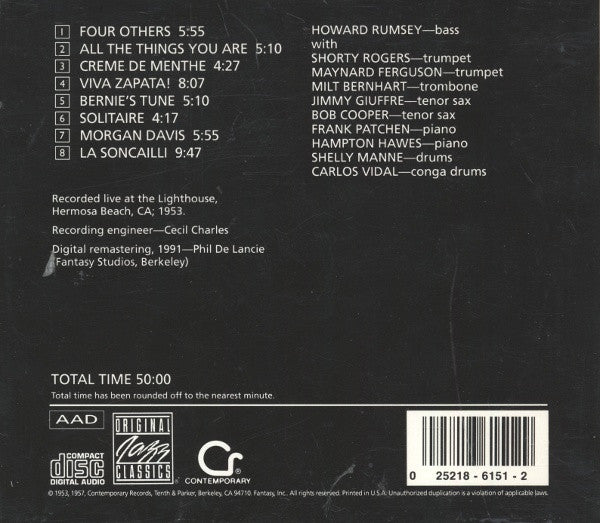 1 FOUR OTHERS 5:55
2 ALL THE THINGS YOU ARE 5:10
3 CREME DE MENTHE 4:27
4 VIVA ZAPATA! 8:07
5 BERNIE'S TUNE 5:10
6 SOLITAIRE 4:17
7 MORGAN DAVIS 5:55
8 LA SONCAILLI 9:47
HOWARD RUMSEY—bass
with
SHORTY ROGERS—trumpet
MAYNARD FERGUSON—trumpet
MILT BERNHART—trombone
JIMMY GIUFFRE—tenor sax
BOB COOPER—tenor sax
FRANK PATCHEN—piano
HAMPTON HAWES—piano
SHELLY MANNE—drums
CARLOS VIDAL—conga drums
Recorded live at the Lighthouse,
Hermosa Beach, CA; 1953.
Recording engineer—Cecil Charles
Digital remastering, 1991—Phil De Lancie
(Fantasy Studios, Berkeley)
TOTAL TIME 50:00
Total time has been rounded off to the nearest minute.
AAD
COMPACT
disc
DIGITAL AUDIO
ORIGINAL
Jazz
CLASSICS
Cr
CONTEMPORARY
0 25218-6151-2
© 1953, 1957, Contemporary Records, Tenth & Parker, Berkeley, CA 94710. Fantasy, Inc. All rights reserved. Printed in U.S.A. Unauthorized duplication is a violation of applicable laws.